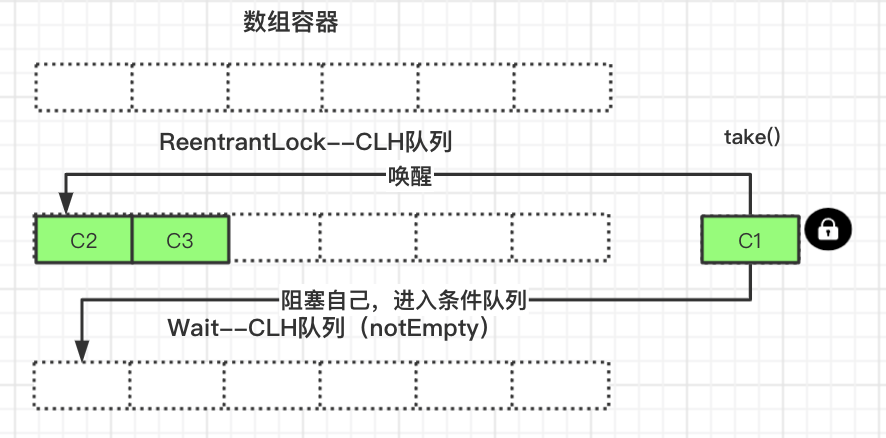 数组容器
ReentrantLock--CLH队列
take()
唤醒
C2
C3
C1
阻塞自己，进入条件队列
Wait--CLH队列（notEmpty）